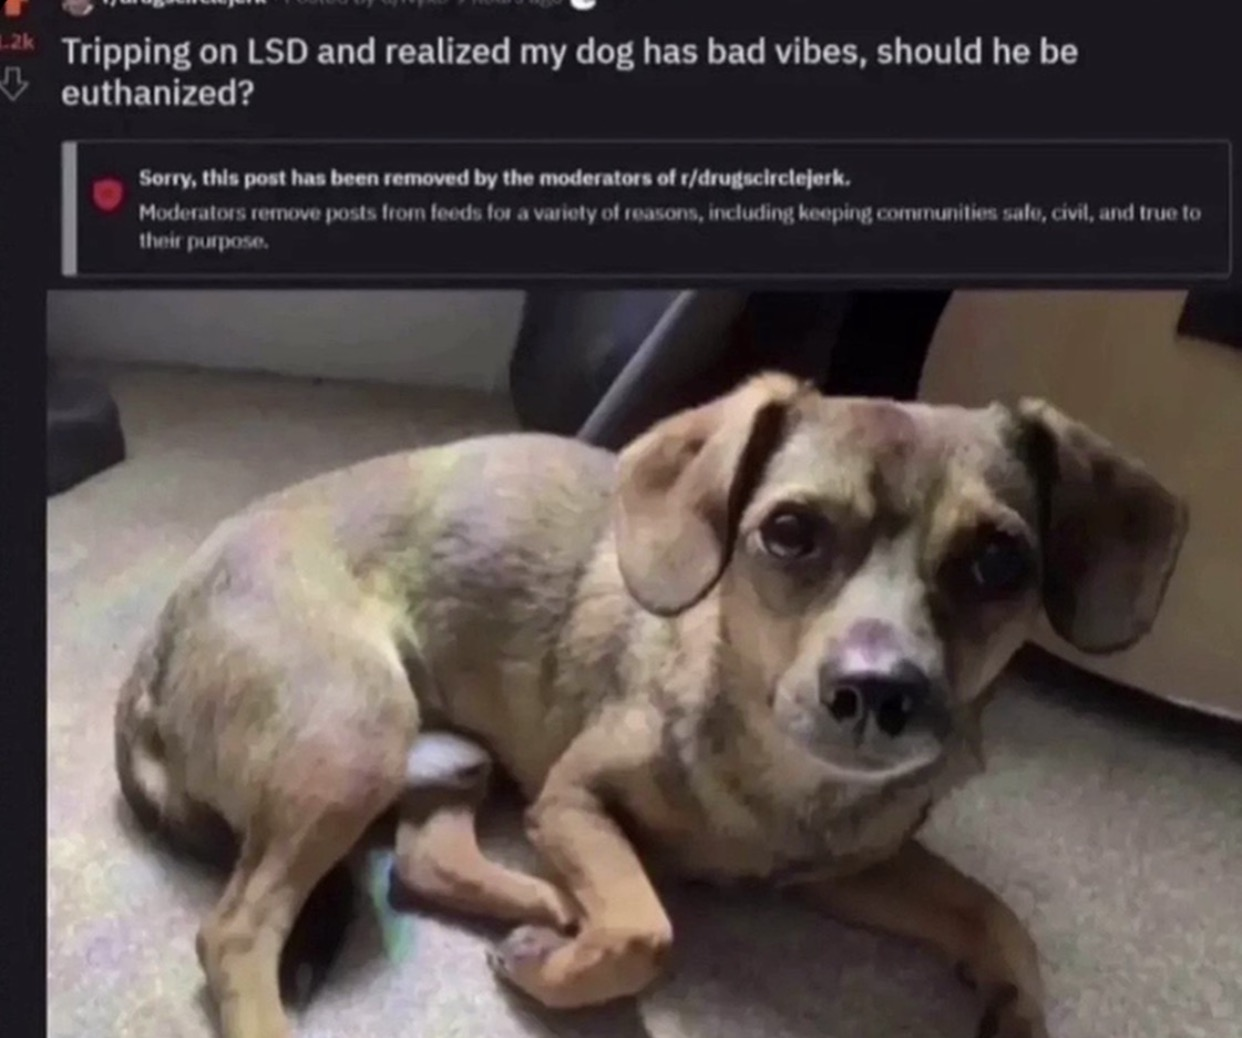 .2k
Tripping on LSD and realized my dog has bad vibes, should he be
euthanized?
Sorry, this post has been removed by the moderators of r/drugscirclejerk.
Moderators remove posts from feeds for a variety of reasons, including keeping communities safe, civil, and true to
their purpose.